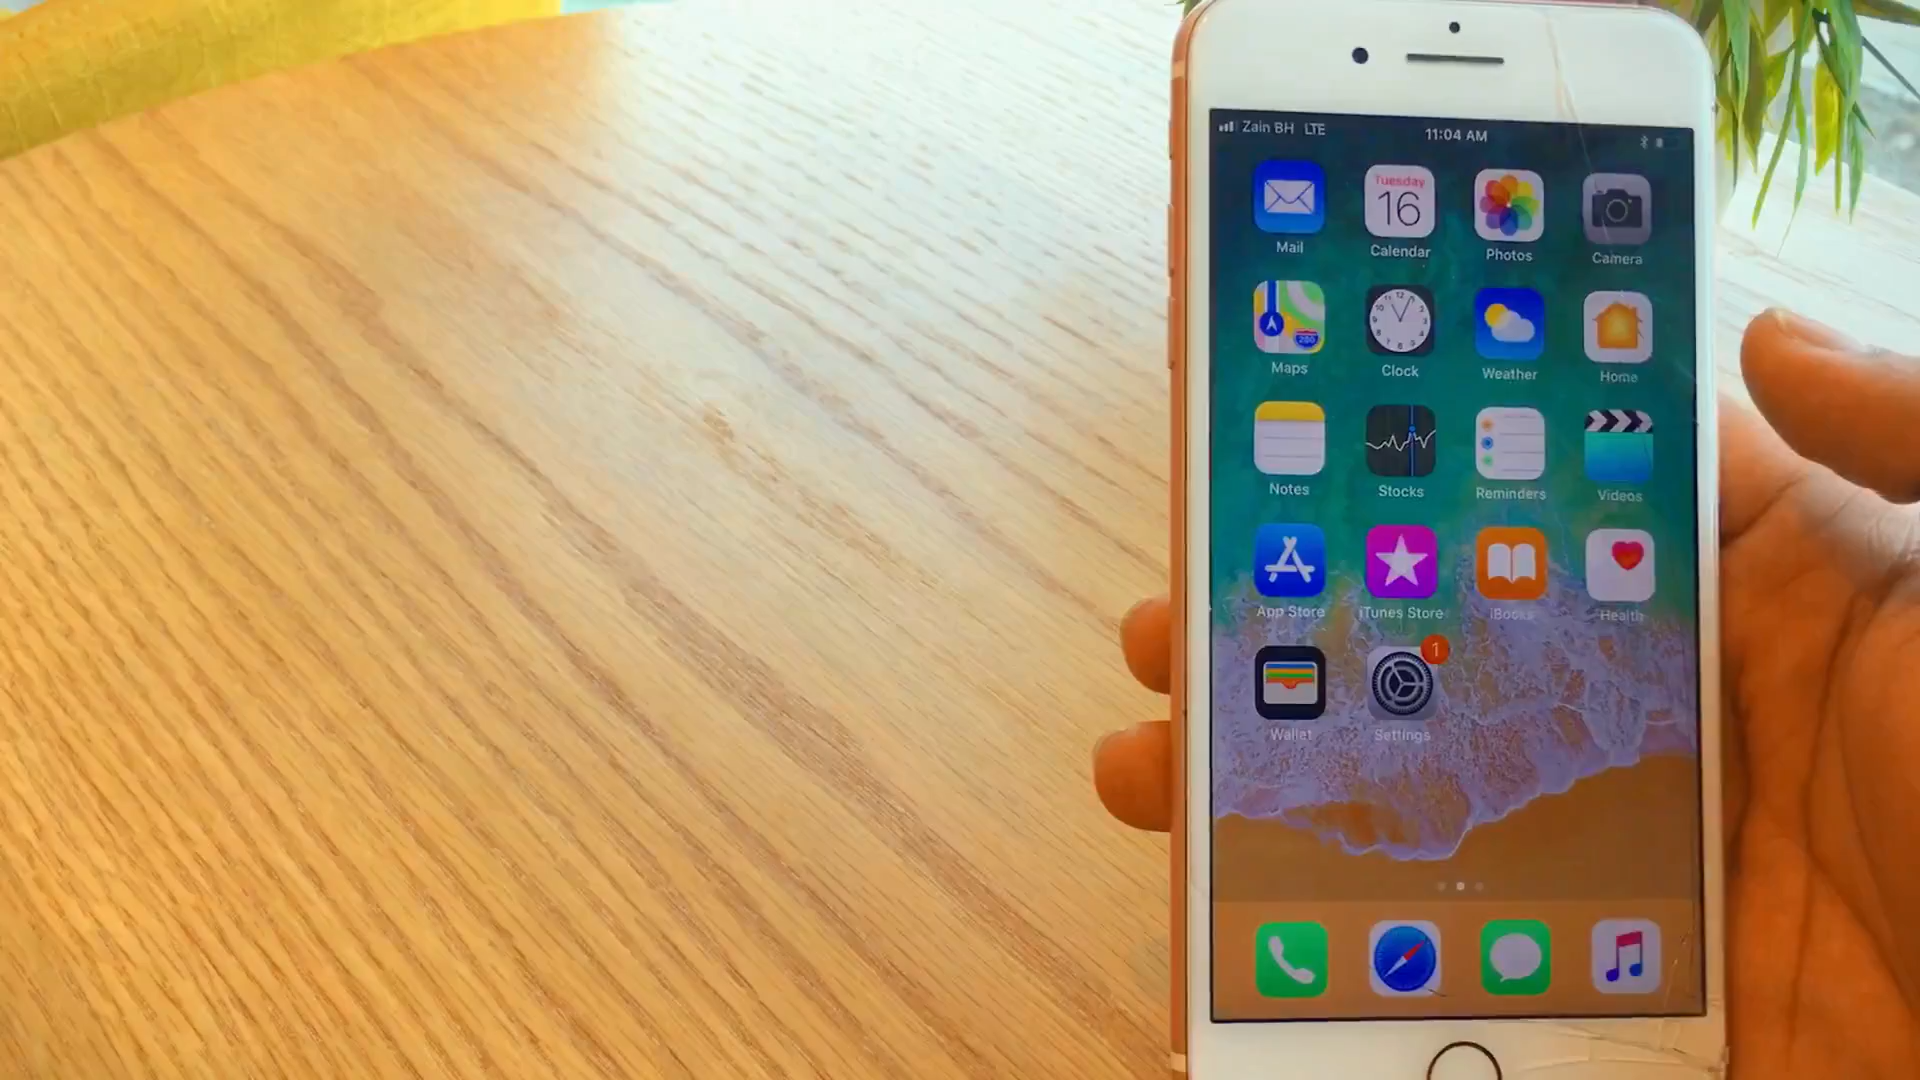 Zain BH LTE 11:04 AM
Tuesday
16
Mail Calendar Photos Camera
Maps Clock Weather Home
Notes Stocks Reminders Videos
App Store iTunes Store iBooks Health
1
Wallet Settings